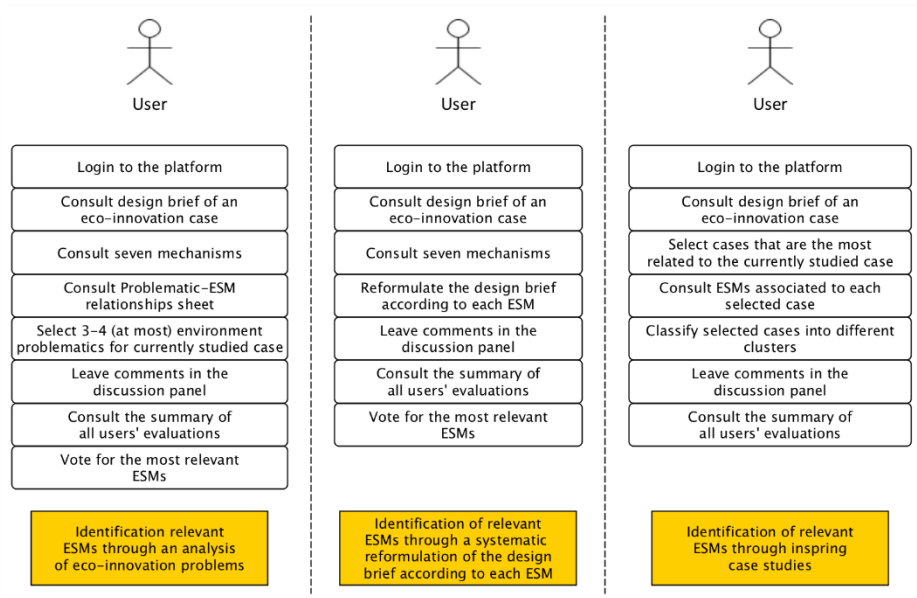 User
Login to the platform
Consult design brief of an
eco-innovation case
Consult seven mechanisms
Consult Problematic-ESM
relationships sheet
Select 3-4 (at most) environment
problematics for currently studied case
Leave comments in the
discussion panel
Consult the summary of
all users' evaluations
Vote for the most relevant
ESMs
Identification relevant
ESMs through an analysis
of eco-innovation problems
User
Login to the platform
Consult design brief of an
eco-innovation case
Consult seven mechanisms
Reformulate the design brief
according to each ESM
Leave comments in the
discussion panel
Consult the summary of
all users' evaluations
Vote for the most relevant
ESMs
Identification of relevant
ESMs through a systematic
reformulation of the design
brief according to each ESM
User
Login to the platform
Consult design brief of an
eco-innovation case
Select cases that are the most
related to the currently studied case
Consult ESMs associated to each
selected case
Classify selected cases into different
clusters
Leave comments in the
discussion panel
Consult the summary of
all users' evaluations
Identification of relevant
ESMs through inspring
case studies